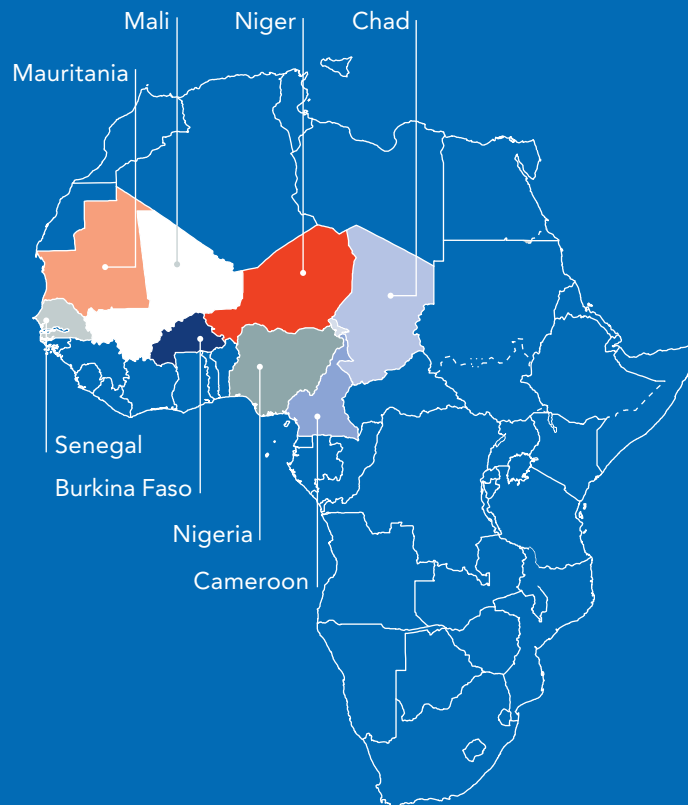 Mali
Niger
Chad
Mauritania
Senegal
Burkina Faso
Nigeria
Cameroon